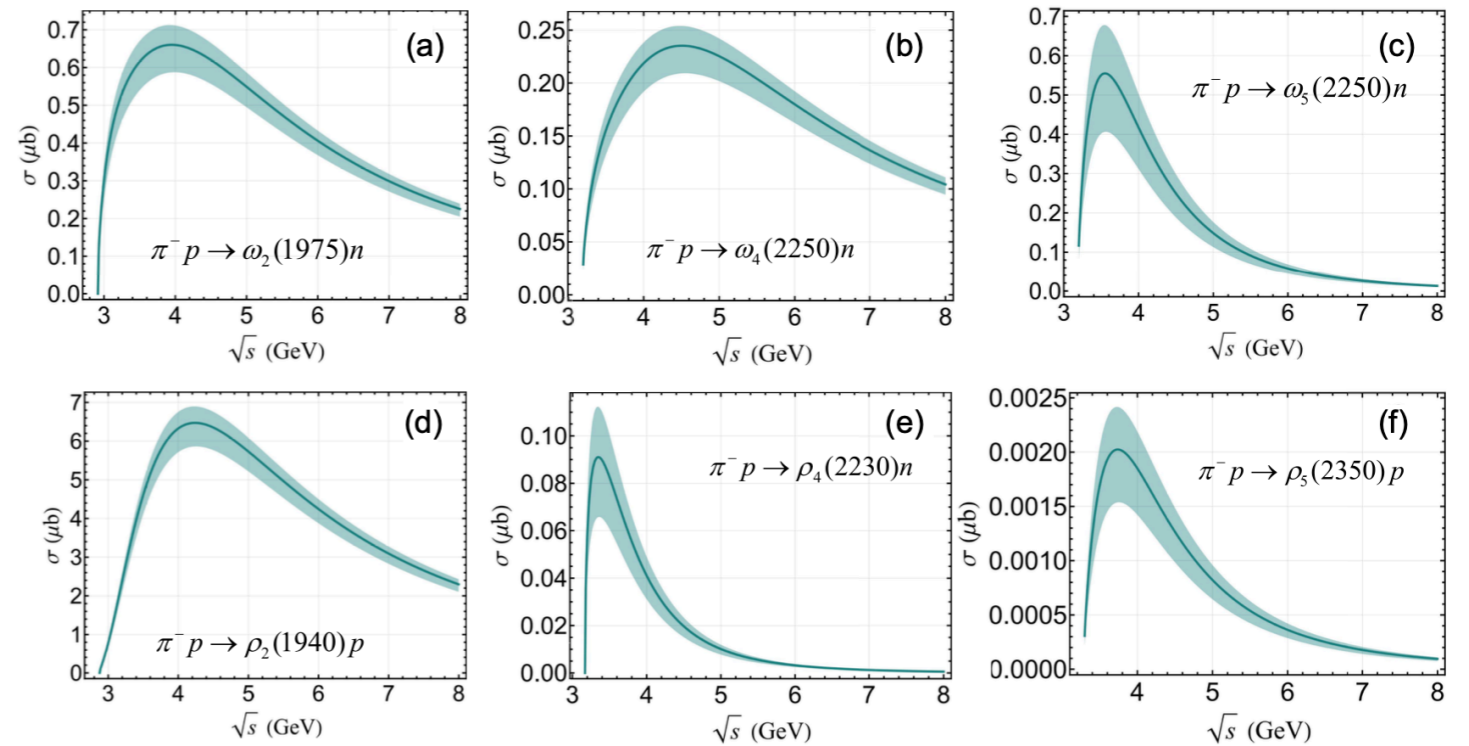 (a)
σ (μb)
0.7
0.6
0.5
0.4
0.3
0.2
0.1
0.0
π⁻ p → ω₂(1975)n
3 4 5 6 7 8
√s (GeV)
(b)
σ (μb)
0.25
0.20
0.15
0.10
0.05
0.00
π⁻ p → ω₄(2250)n
3 4 5 6 7 8
√s (GeV)
(c)
σ (μb)
0.7
0.6
0.5
0.4
0.3
0.2
0.1
0.0
π⁻ p → ω₅(2250)n
3 4 5 6 7 8
√s (GeV)
(d)
σ (μb)
7
6
5
4
3
2
1
0
π⁻ p → ρ₂(1940)p
3 4 5 6 7 8
√s (GeV)
(e)
σ (μb)
0.10
0.08
0.06
0.04
0.02
0.00
π⁻ p → ρ₄(2230)n
3 4 5 6 7 8
√s (GeV)
(f)
σ (μb)
0.0025
0.0020
0.0015
0.0010
0.0005
0.0000
π⁻ p → ρ₅(2350)p
4 5 6 7 8
√s (GeV)